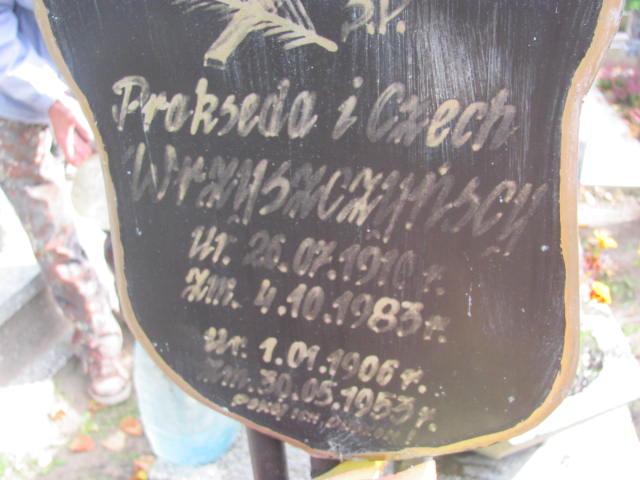 Ś.P.
Prakseda i Czech
Wrzyszczyńscy
ur. 26.07.1910 r.
zm. 4.10.1983 r.
ur. 1.01.1906 r.
zm. 30.05.1953 r.